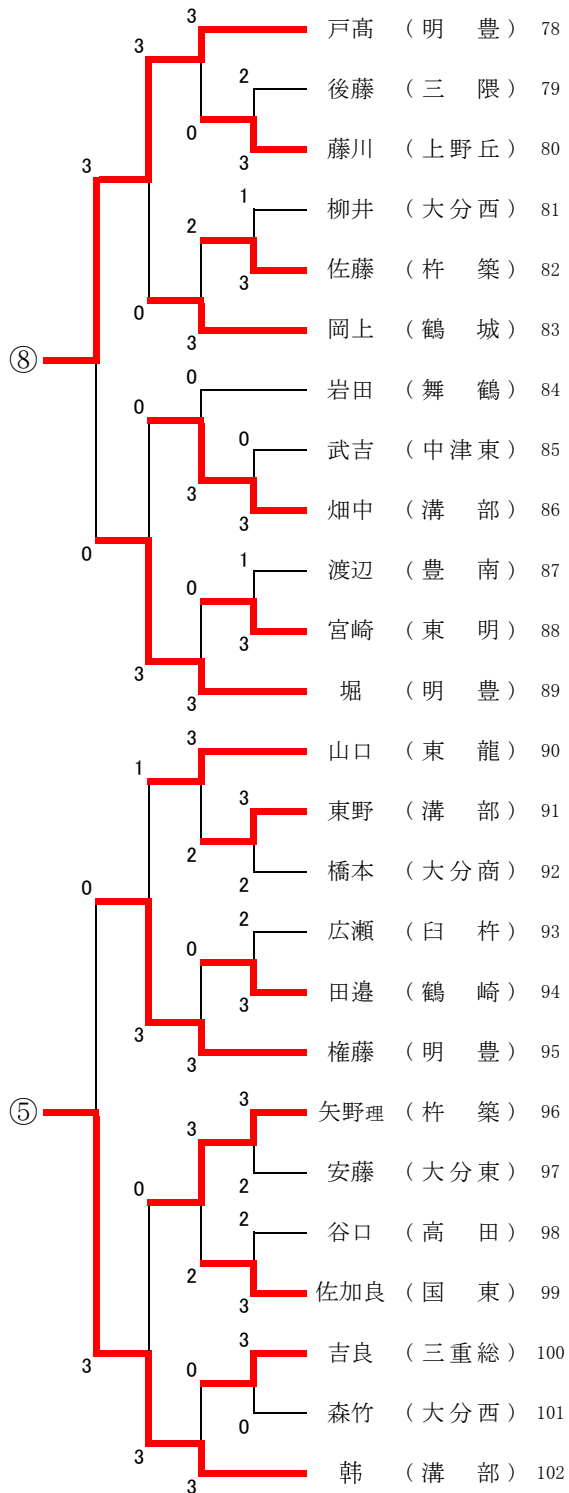 3
3 戸髙 （明 豊） 78
2 後藤 （三 隈） 79
0
藤川 （上野丘） 80
3
3
1 柳井 （大分西） 81
2
佐藤 （杵 築） 82
3
0
岡上 （鶴 城） 83
3
⑧
0 岩田 （舞 鶴） 84
0
0 武吉 （中津東） 85
3
畑中 （溝 部） 86
3
0
1 渡辺 （豊 南） 87
0
宮崎 （東 明） 88
3
3
堀 （明 豊） 89
3
3 山口 （東 龍） 90
1
3 東野 （溝 部） 91
2
橋本 （大分商） 92
2
0
2 広瀬 （臼 杵） 93
0
田邉 （鶴 崎） 94
3
3
権藤 （明 豊） 95
3
⑤
3 矢野理 （杵 築） 96
3
安藤 （大分東） 97
2
0
2 谷口 （高 田） 98
2
佐加良 （国 東） 99
3
3
3 吉良 （三重総） 100
0
森竹 （大分西） 101
0
3
韩 （溝 部） 102
3